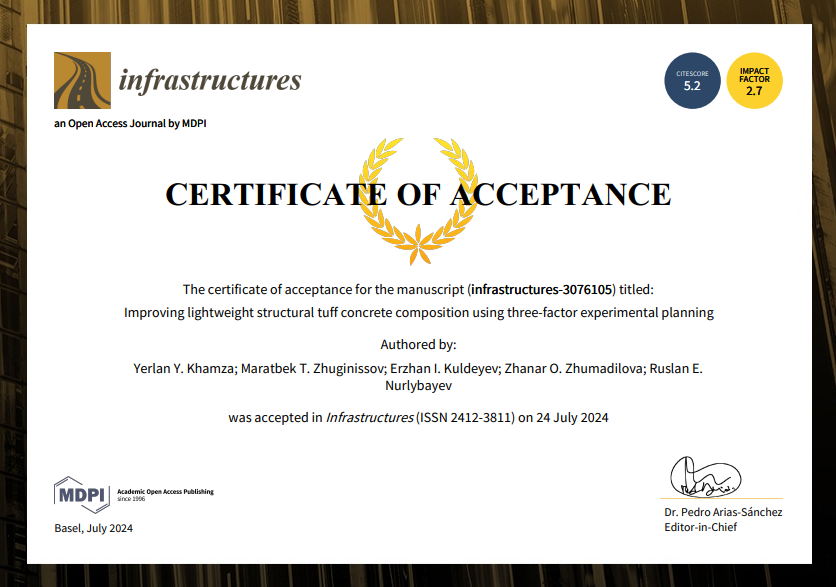 infrastructures
CITESCORE
5.2
IMPACT
FACTOR
2.7
an Open Access Journal by MDPI
CERTIFICATE OF ACCEPTANCE
The certificate of acceptance for the manuscript (infrastructures-3076105) titled:
Improving lightweight structural tuff concrete composition using three-factor experimental planning
Authored by:
Yerlan Y. Khamza; Maratbek T. Zhuginissov; Erzhan I. Kuldeyev; Zhanar O. Zhumadilova; Ruslan E.
Nurlybayev
was accepted in Infrastructures (ISSN 2412-3811) on 24 July 2024
MDPI
Academic Open Access Publishing
since 1996
Basel, July 2024
Dr. Pedro Arias-Sánchez
Editor-in-Chief